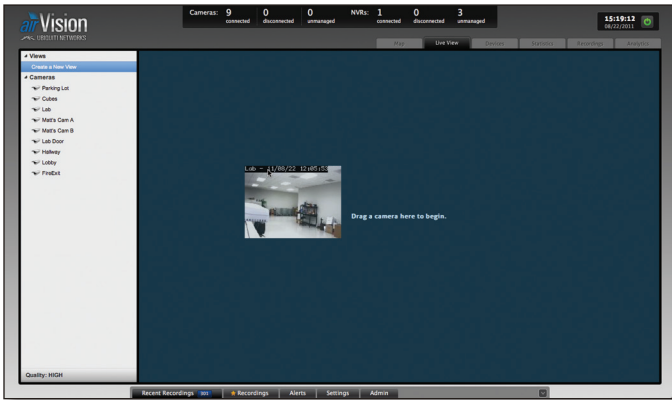 airVision
UBIQUITI NETWORKS
Cameras: 9 connected 0 disconnected 0 unmanaged NVRs: 1 connected 0 disconnected 3 unmanaged
15:19:12
08/22/2011
Map Live View Devices Statistics Recordings Analytics
Views
Create a New View
Cameras
Parking Lot
Cubes
Lab
Matt's Cam A
Matt's Cam B
Lab Door
Hallway
Lobby
FireExit
Lab - 11/08/22 12:05:53
Drag a camera here to begin.
Quality: HIGH
Recent Recordings Recordings Alerts Settings Admin